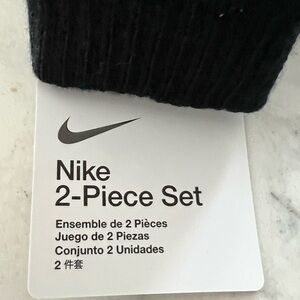 Nike
2-Piece Set
Ensemble de 2 Pièces
Juego de 2 Piezas
Conjunto 2 Unidades
2 件套